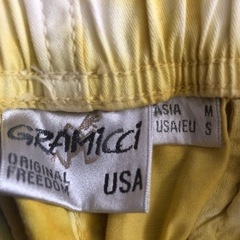 GRAMICCI
ORIGINAL
FREEDOM
USA
ASIA M
USA/EU S